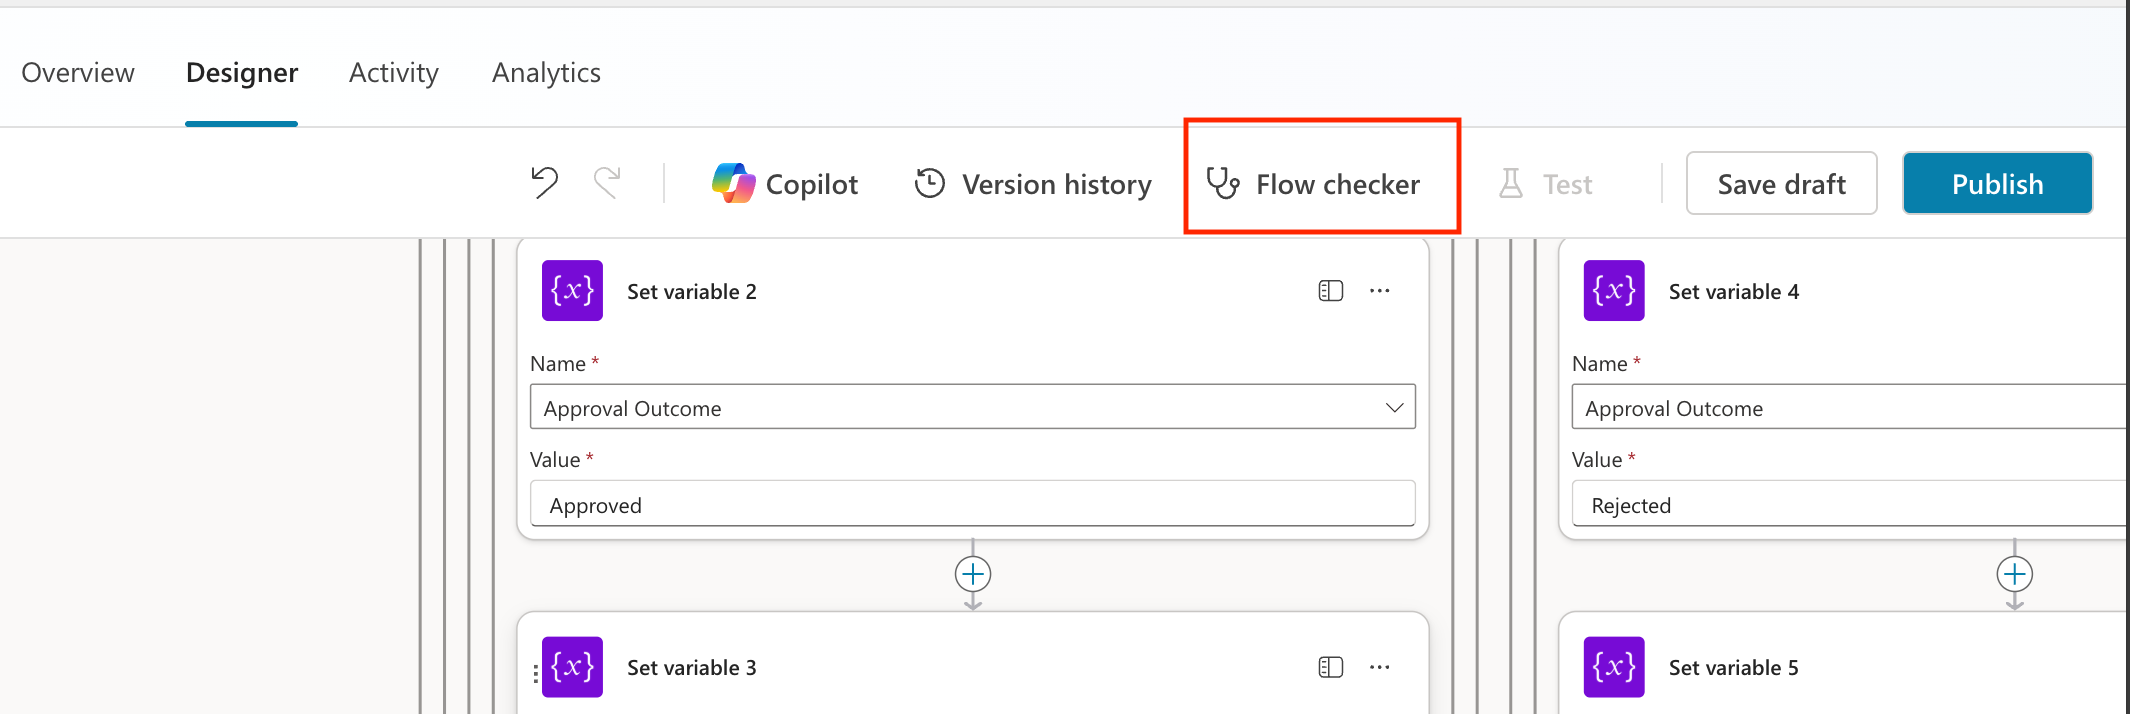 Overview Designer Activity Analytics
Copilot Version history Flow checker Test Save draft Publish
{x} Set variable 2 ...
Name *
Approval Outcome
Value *
Approved
{x} Set variable 3 ...
{x} Set variable 4
Name *
Approval Outcome
Value *
Rejected
{x} Set variable 5